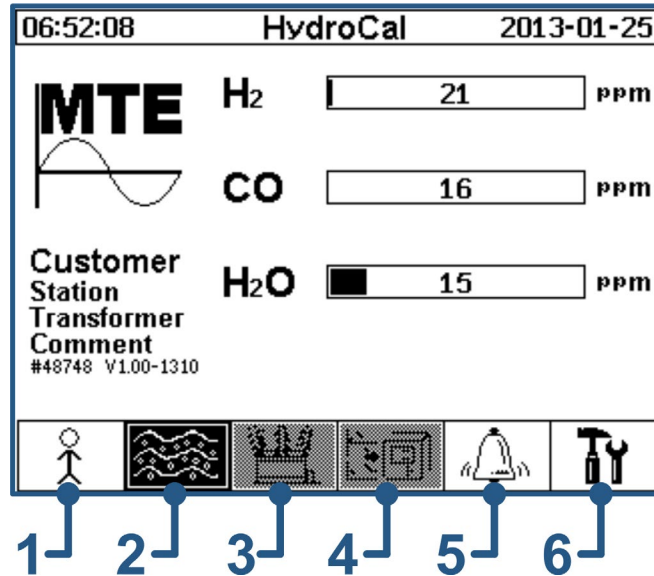 06:52:08 HydroCal 2013-01-25
MTE
H2 21 ppm
CO 16 ppm
H2O 15 ppm
Customer
Station
Transformer
Comment
#48748 V1.00-1310
1 2 3 4 5 6